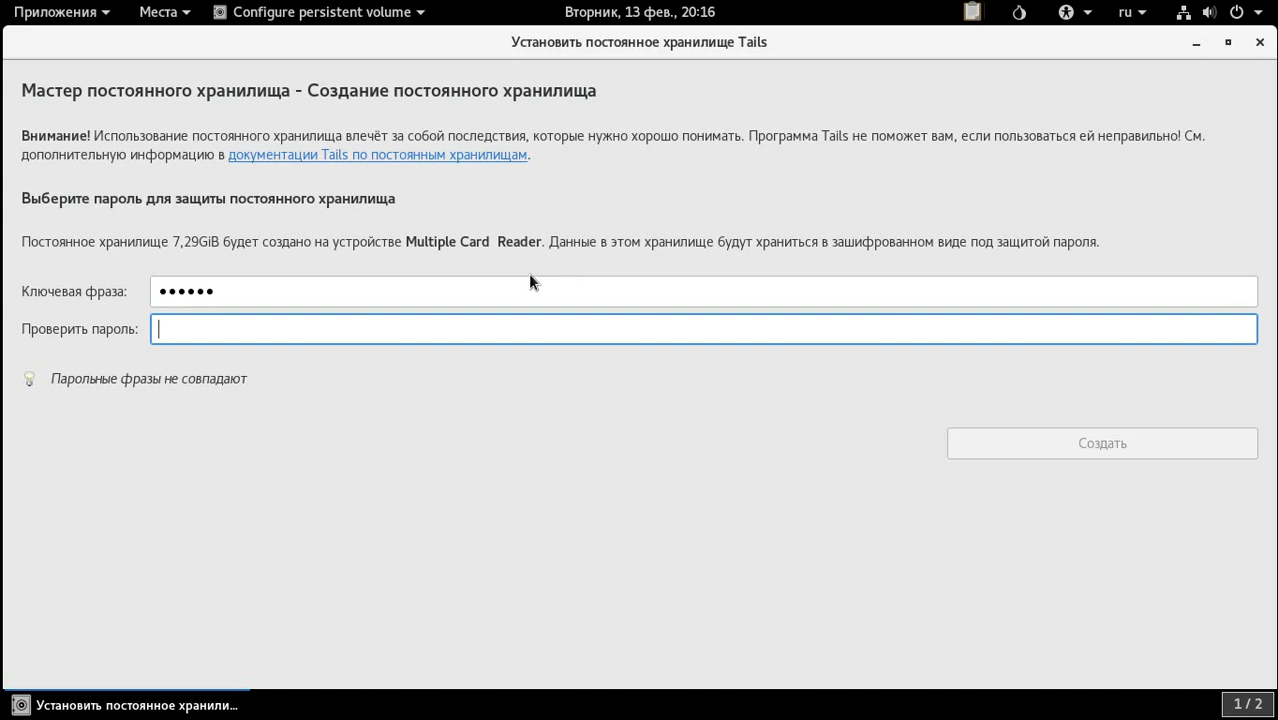 Приложения Места Configure persistent volume Вторник, 13 фев., 20:16 ru
Установить постоянное хранилище Tails
Мастер постоянного хранилища - Создание постоянного хранилища
Внимание! Использование постоянного хранилища влечёт за собой последствия, которые нужно хорошо понимать. Программа Tails не поможет вам, если пользоваться ей неправильно! См.
дополнительную информацию в документации Tails по постоянным хранилищам.
Выберите пароль для защиты постоянного хранилища
Постоянное хранилище 7,29GiB будет создано на устройстве Multiple Card Reader. Данные в этом хранилище будут храниться в зашифрованном виде под защитой пароля.
Ключевая фраза: ••••••
Проверить пароль:
Парольные фразы не совпадают
Создать
Установить постоянное хранили... 1 / 2